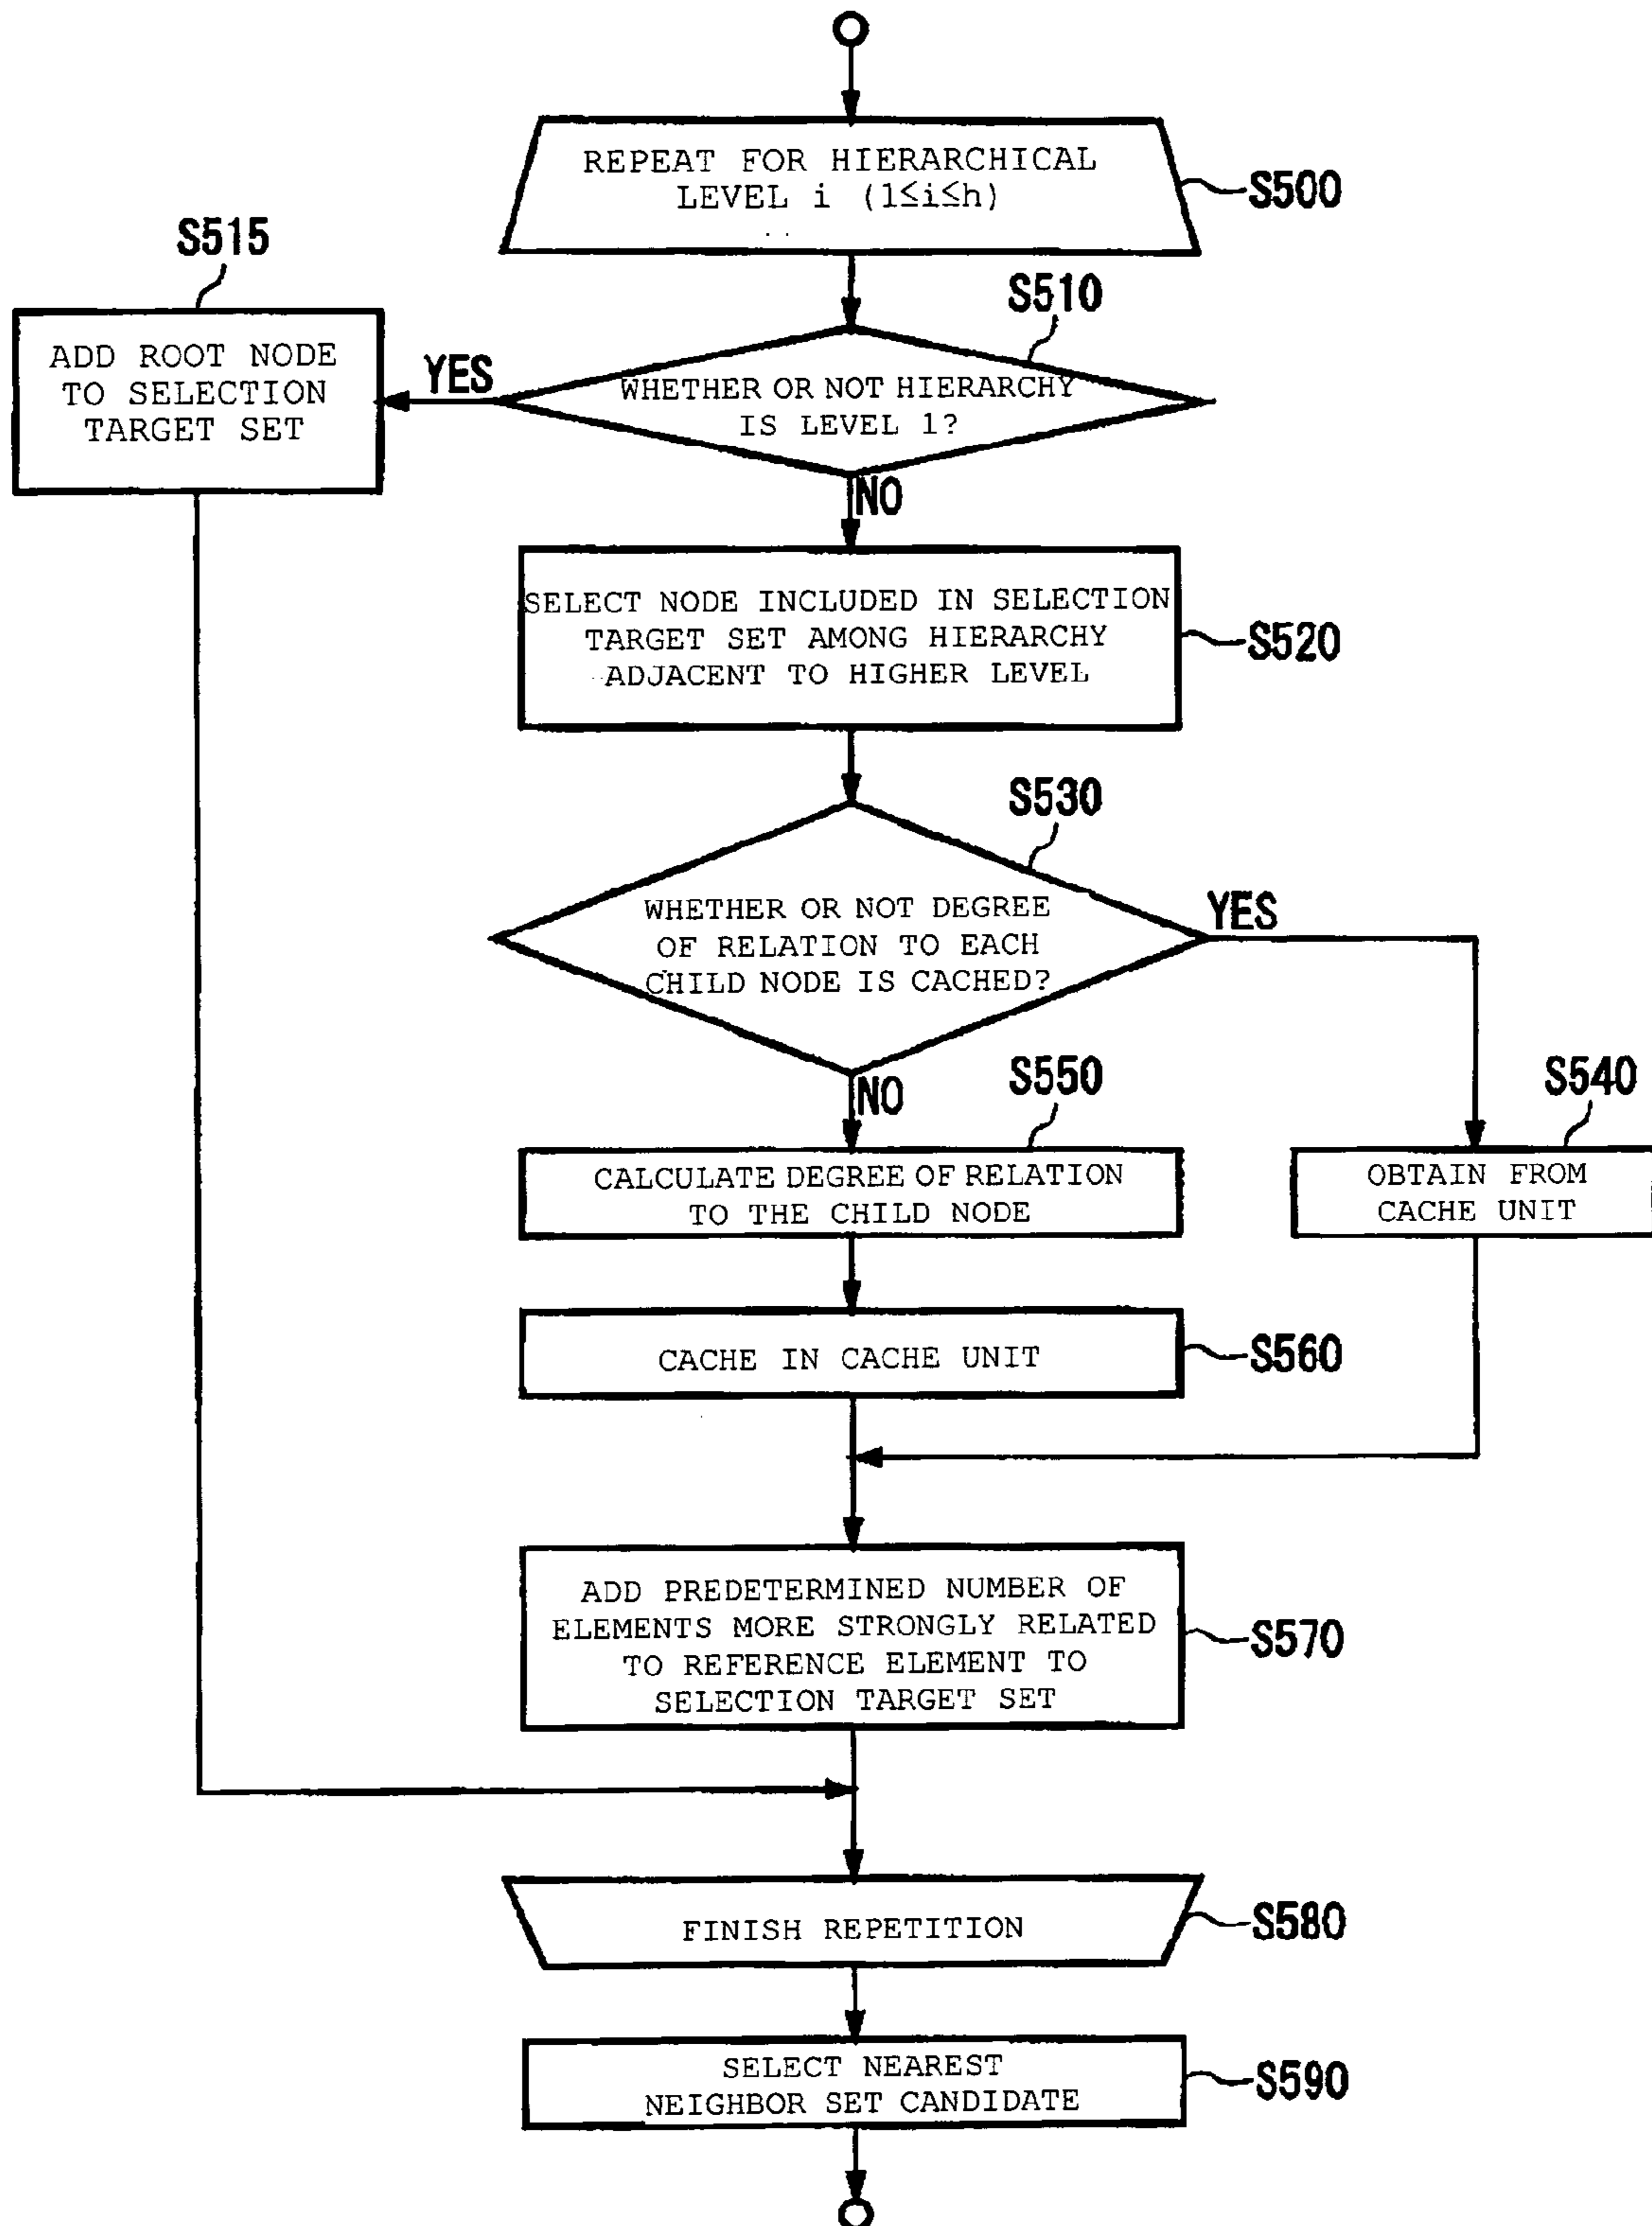 REPEAT FOR HIERARCHICAL
LEVEL i (1≤i≤h)
S500
S515
S510
ADD ROOT NODE
TO SELECTION
TARGET SET
YES
WHETHER OR NOT HIERARCHY
IS LEVEL 1?
NO
SELECT NODE INCLUDED IN SELECTION
TARGET SET AMONG HIERARCHY
ADJACENT TO HIGHER LEVEL
S520
S530
WHETHER OR NOT DEGREE
OF RELATION TO EACH
CHILD NODE IS CACHED?
YES
NO
S550
S540
CALCULATE DEGREE OF RELATION
TO THE CHILD NODE
OBTAIN FROM
CACHE UNIT
CACHE IN CACHE UNIT
S560
ADD PREDETERMINED NUMBER OF
ELEMENTS MORE STRONGLY RELATED
TO REFERENCE ELEMENT TO
SELECTION TARGET SET
S570
FINISH REPETITION
S580
SELECT NEAREST
NEIGHBOR SET CANDIDATE
S590